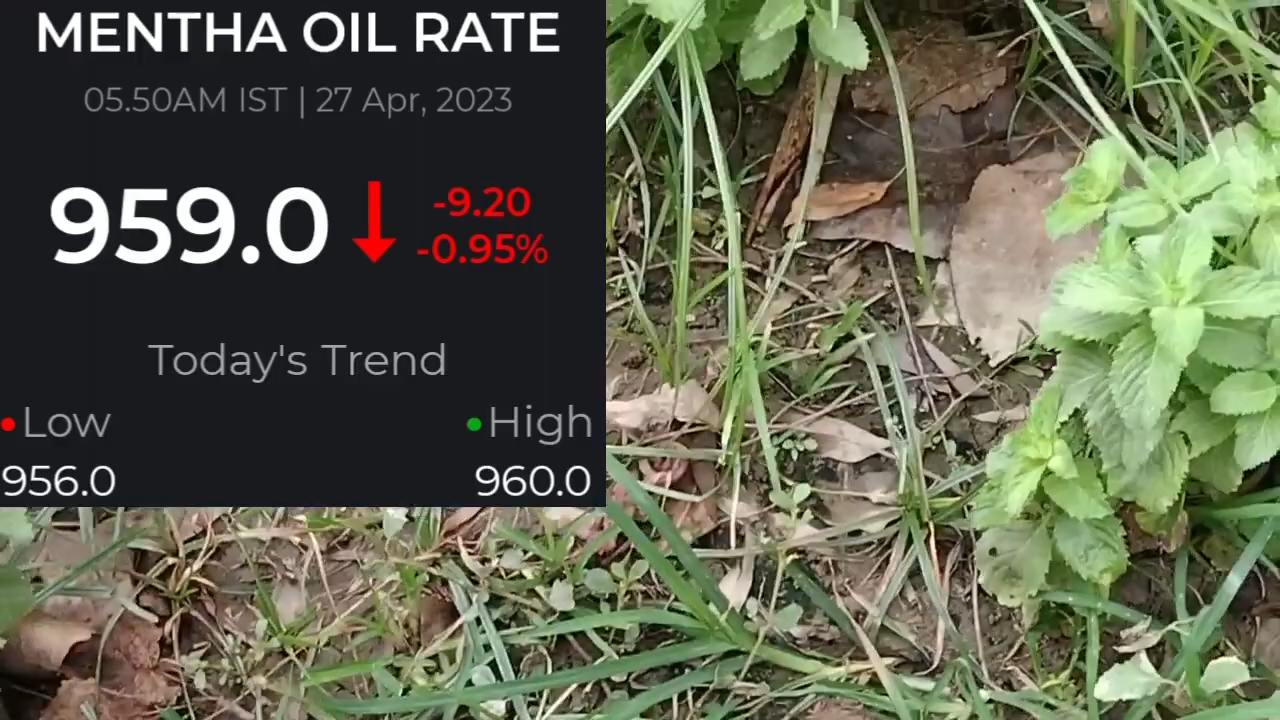 MENTHA OIL RATE
05.50AM IST | 27 Apr, 2023
959.0
-9.20
-0.95%
Today's Trend
Low
High
956.0
960.0